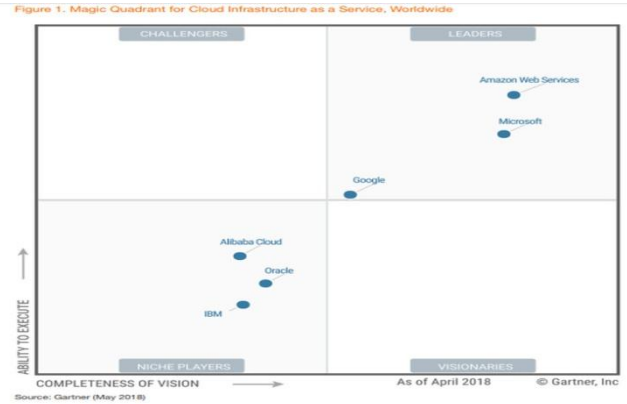 Figure 1. Magic Quadrant for Cloud Infrastructure as a Service, Worldwide
CHALLENGERS
LEADERS
Amazon Web Services
Microsoft
Google
Alibaba Cloud
Oracle
IBM
ABILITY TO EXECUTE
NICHE PLAYERS
VISIONARIES
COMPLETENESS OF VISION
As of April 2018
© Gartner, Inc
Source: Gartner (May 2018)